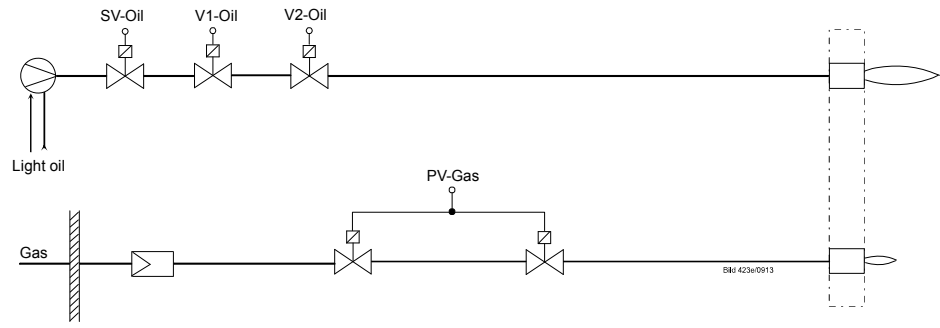 SV-Oil V1-Oil V2-Oil
Light oil
PV-Gas
Gas
Bild 423e/0913